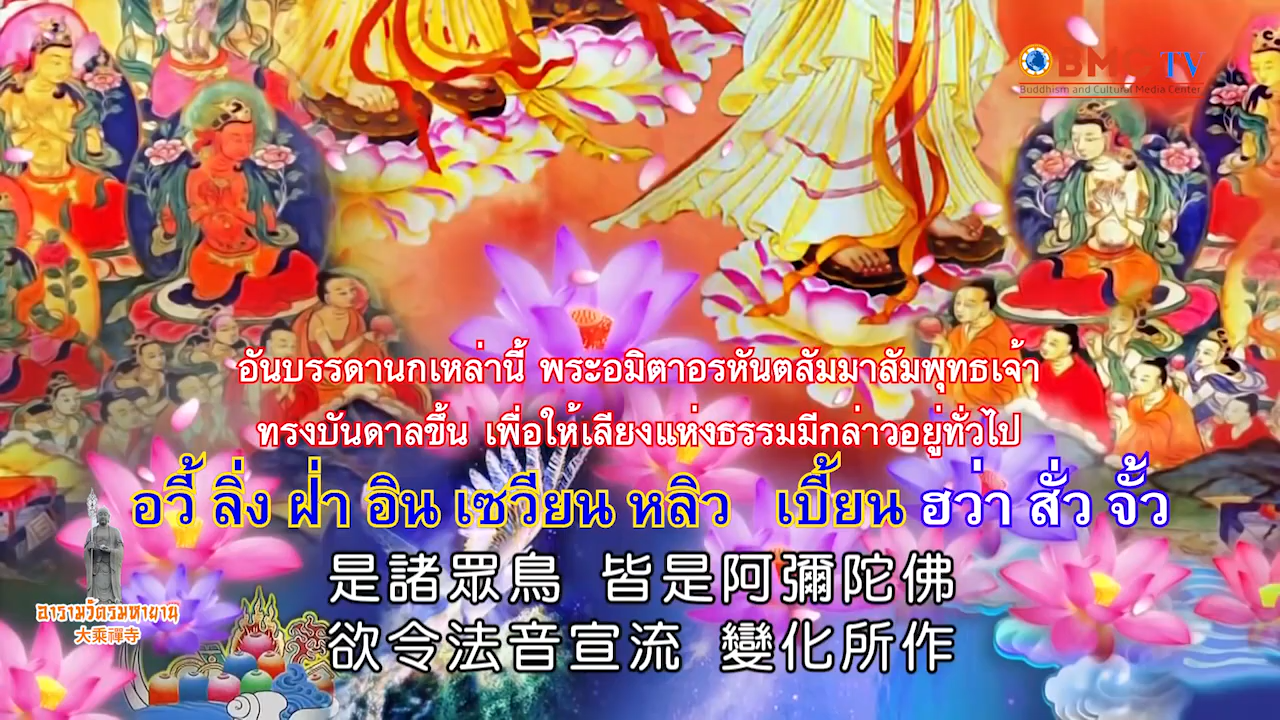 BMC TV
Buddhism and Cultural Media Center
อันบรรดานกเหล่านี้ พระอมิตาอรหันตสัมมาสัมพุทธเจ้า
ทรงบันดาลขึ้น เพื่อให้เสียงแห่งธรรมมีกล่าวอยู่ทั่วไป
อวี้ ลิ่ง ฝ่า อิน เซวียน หลิว เบี้ยน ฮว่า สั่ว จั้ว
是諸眾鳥 皆是阿彌陀佛
欲令法音宣流 變化所作
อารามวัตรมหายาน
大乘禪寺